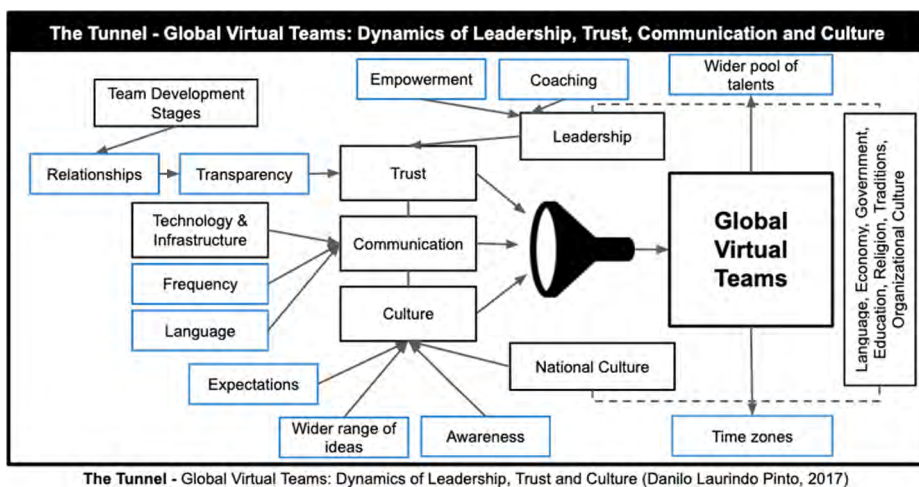 The Tunnel - Global Virtual Teams: Dynamics of Leadership, Trust, Communication and Culture
Empowerment
Coaching
Wider pool of
talents
Team Development
Stages
Leadership
Relationships
Transparency
Trust
Technology &
Infrastructure
Communication
Global
Virtual
Teams
Language, Economy, Government,
Education, Religion, Traditions,
Organizational Culture
Frequency
Language
Culture
Expectations
National Culture
Wider range of
ideas
Awareness
Time zones
The Tunnel - Global Virtual Teams: Dynamics of Leadership, Trust and Culture (Danilo Laurindo Pinto, 2017)